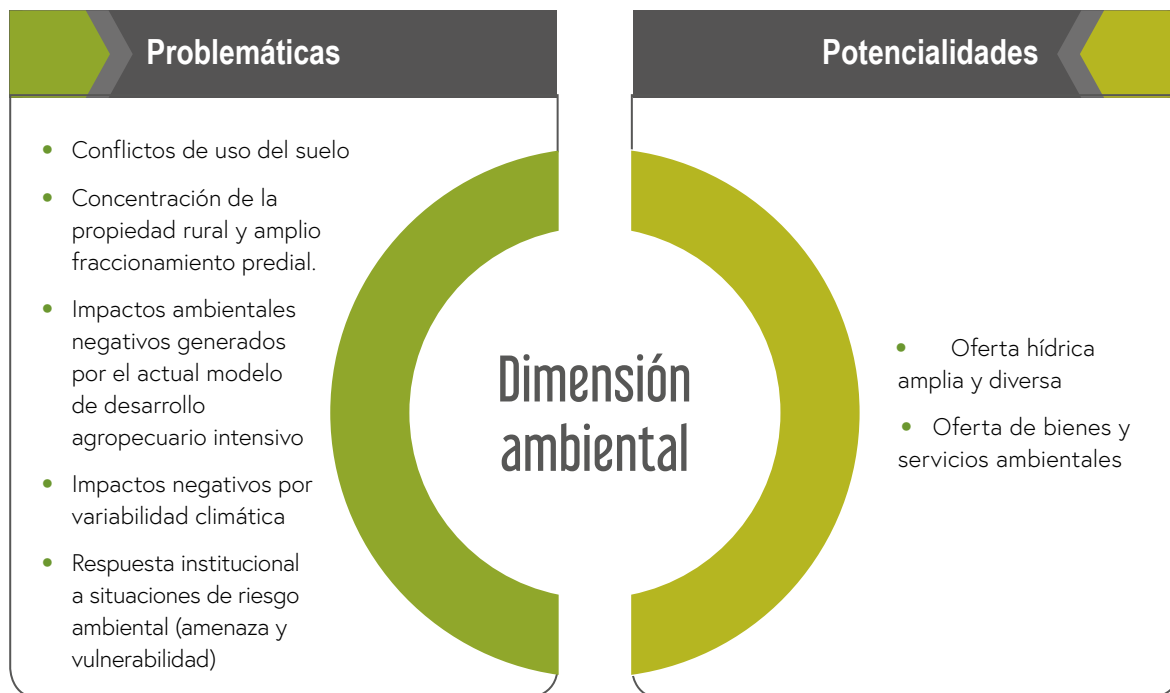 Problemáticas
• Conflictos de uso del suelo
• Concentración de la
propiedad rural y amplio
fraccionamiento predial.
• Impactos ambientales
negativos generados
por el actual modelo
de desarrollo
agropecuario intensivo
• Impactos negativos por
variabilidad climática
• Respuesta institucional
a situaciones de riesgo
ambiental (amenaza y
vulnerabilidad)
Dimensión
ambiental
Potencialidades
• Oferta hídrica
amplia y diversa
• Oferta de bienes y
servicios ambientales